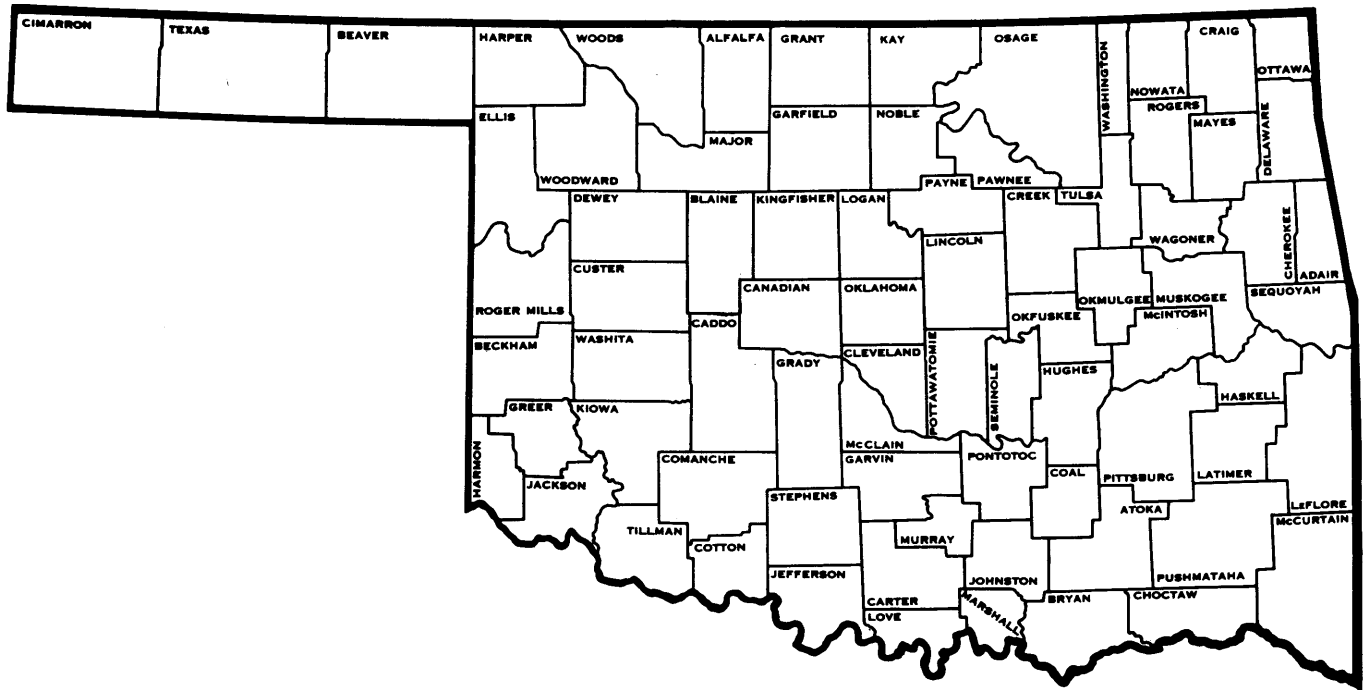 CIMARRON
TEXAS
BEAVER
HARPER
WOODS
ALFALFA
GRANT
KAY
OSAGE
WASHINGTON
NOWATA
CRAIG
OTTAWA
ELLIS
WOODWARD
MAJOR
GARFIELD
NOBLE
PAWNEE
ROGERS
MAYES
DELAWARE
DEWEY
BLAINE
KINGFISHER
LOGAN
PAYNE
CREEK
TULSA
WAGONER
CHEROKEE
ADAIR
ROGER MILLS
CUSTER
CANADIAN
OKLAHOMA
LINCOLN
OKMULGEE
MUSKOGEE
SEQUOYAH
BECKHAM
WASHITA
CADDO
GRADY
CLEVELAND
POTTAWATOMIE
SEMINOLE
OKFUSKEE
HUGHES
McINTOSH
HASKELL
GREER
KIOWA
HARMON
JACKSON
COMANCHE
McCLAIN
GARVIN
PONTOTOC
COAL
PITTSBURG
LATIMER
LeFLORE
TILLMAN
COTTON
STEPHENS
MURRAY
ATOKA
McCURTAIN
JEFFERSON
CARTER
LOVE
JOHNSTON
MARSHALL
BRYAN
CHOCTAW
PUSHMATAHA